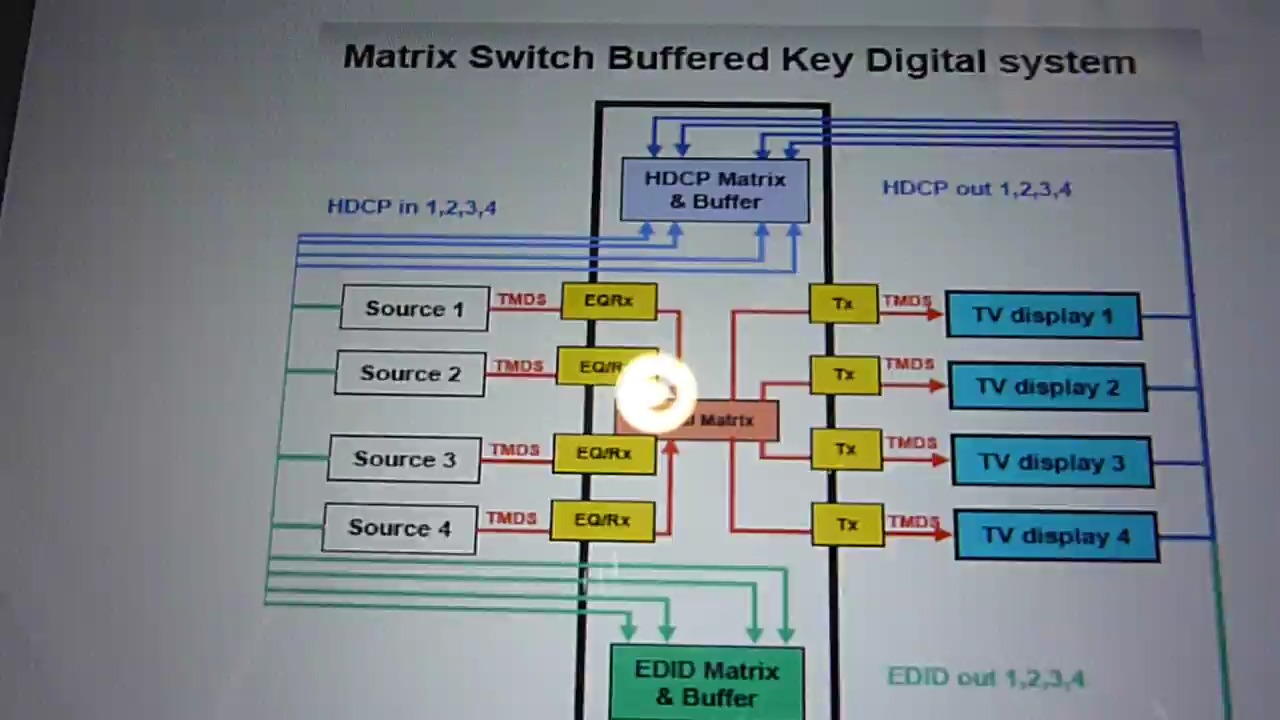 Matrix Switch Buffered Key Digital system
HDCP Matrix
& Buffer
HDCP out 1,2,3,4
HDCP in 1,2,3,4
Source 1
TMDS
EQRx
Tx
TMDS
TV display 1
Source 2
TMDS
Tx
TMDS
TV display 2
Matrix
Source 3
TMDS
EQ/Rx
Tx
TMDS
TV display 3
Source 4
TMDS
EQ/Rx
Tx
TMDS
TV display 4
EDID Matrix
& Buffer
EDID out 1,2,3,4